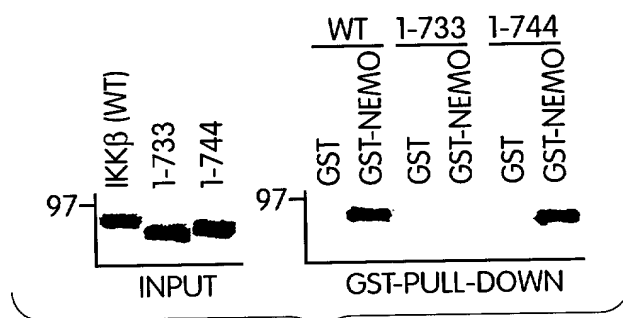 WT 1-733 1-744
IKKβ (WT)
1-733
1-744
GST
GST-NEMO
GST
GST-NEMO
GST
GST-NEMO
97
97
INPUT
GST-PULL-DOWN